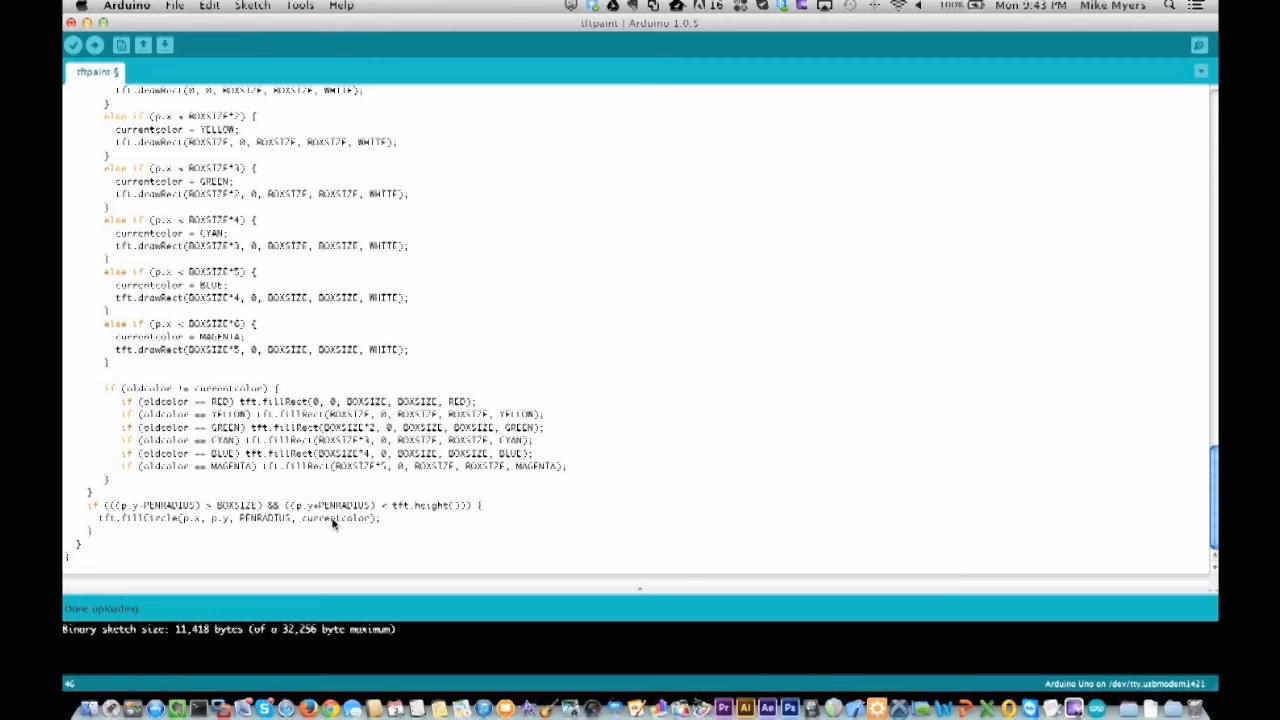 Arduino File Edit Sketch Tools Help 16 100% Mon 9:43 PM Mike Myers
tftpaint | Arduino 1.0.5
tftpaint §
tft.drawRect(0, 0, BOXSIZE, BOXSIZE, WHITE);
}
else if (p.x < BOXSIZE*2) {
currentcolor = YELLOW;
tft.drawRect(BOXSIZE, 0, BOXSIZE, BOXSIZE, WHITE);
}
else if (p.x < BOXSIZE*3) {
currentcolor = GREEN;
tft.drawRect(BOXSIZE*2, 0, BOXSIZE, BOXSIZE, WHITE);
}
else if (p.x < BOXSIZE*4) {
currentcolor = CYAN;
tft.drawRect(BOXSIZE*3, 0, BOXSIZE, BOXSIZE, WHITE);
}
else if (p.x < BOXSIZE*5) {
currentcolor = BLUE;
tft.drawRect(BOXSIZE*4, 0, BOXSIZE, BOXSIZE, WHITE);
}
else if (p.x < BOXSIZE*6) {
currentcolor = MAGENTA;
tft.drawRect(BOXSIZE*5, 0, BOXSIZE, BOXSIZE, WHITE);
}
if (oldcolor != currentcolor) {
if (oldcolor == RED) tft.fillRect(0, 0, BOXSIZE, BOXSIZE, RED);
if (oldcolor == YELLOW) tft.fillRect(BOXSIZE, 0, BOXSIZE, BOXSIZE, YELLOW);
if (oldcolor == GREEN) tft.fillRect(BOXSIZE*2, 0, BOXSIZE, BOXSIZE, GREEN);
if (oldcolor == CYAN) tft.fillRect(BOXSIZE*3, 0, BOXSIZE, BOXSIZE, CYAN);
if (oldcolor == BLUE) tft.fillRect(BOXSIZE*4, 0, BOXSIZE, BOXSIZE, BLUE);
if (oldcolor == MAGENTA) tft.fillRect(BOXSIZE*5, 0, BOXSIZE, BOXSIZE, MAGENTA);
}
}
if (((p.y-PENRADIUS) > BOXSIZE) && ((p.y+PENRADIUS) < tft.height())) {
tft.fillCircle(p.x, p.y, PENRADIUS, currentcolor);
}
}
}
Done uploading.
Binary sketch size: 11,418 bytes (of a 32,256 byte maximum)
46 Arduino Uno on /dev/tty.usbmodem1421
Pr Ai Ae Ps